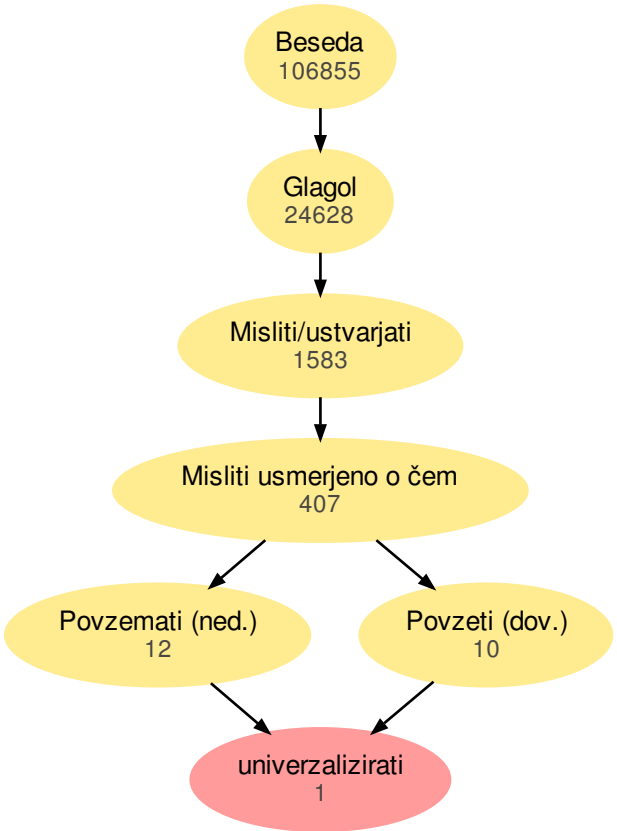 Beseda
106855
Glagol
24628
Misliti/ustvarjati
1583
Misliti usmerjeno o čem
407
Povzemati (ned.)
12
Povzeti (dov.)
10
univerzalizirati
1